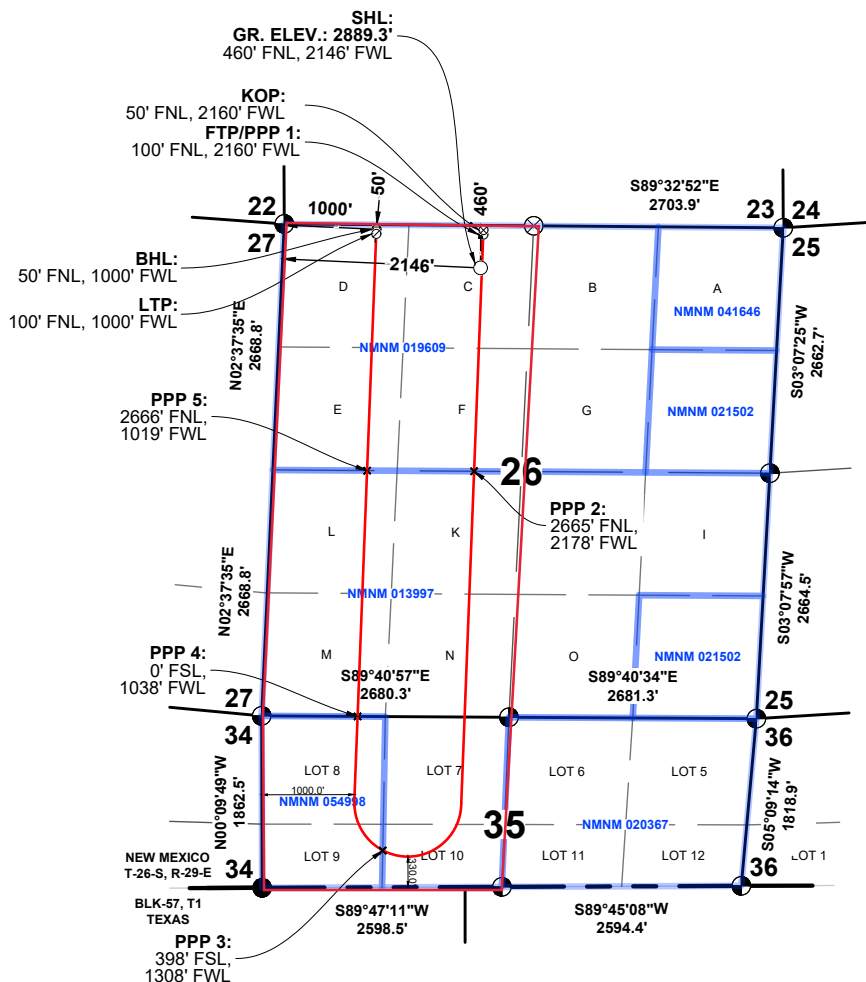 SHL:
GR. ELEV.: 2889.3'
460' FNL, 2146' FWL
KOP:
50' FNL, 2160' FWL
FTP/PPP 1:
100' FNL, 2160' FWL
50'
460'
S89°32'52"E
2703.9'
22
1000'
23
24
27
25
2146'
BHL:
50' FNL, 1000' FWL
LTP:
100' FNL, 1000' FWL
D
C
B
A
NMNM 041646
N02°37'35"E
2668.8'
S03°07'25"W
2662.7'
NMNM 019609
PPP 5:
2666' FNL,
1019' FWL
E
F
G
NMNM 021502
26
PPP 2:
2665' FNL,
2178' FWL
L
K
I
N02°37'35"E
2668.8'
NMNM 013997
S03°07'57"W
2664.5'
PPP 4:
0' FSL,
1038' FWL
M
N
O
NMNM 021502
S89°40'57"E
2680.3'
S89°40'34"E
2681.3'
27
25
34
36
LOT 8
LOT 7
LOT 6
LOT 5
1000.0'
NMNM 054998
N00°09'49"W
1862.5'
35
NMNM 020367
S05°09'14"W
1818.9'
NEW MEXICO
T-26-S, R-29-E
LOT 9
LOT 10
LOT 11
LOT 12
LOT 1
330.0'
34
36
BLK-57, T1
TEXAS
S89°47'11"W
2598.5'
S89°45'08"W
2594.4'
PPP 3:
398' FSL,
1308' FWL